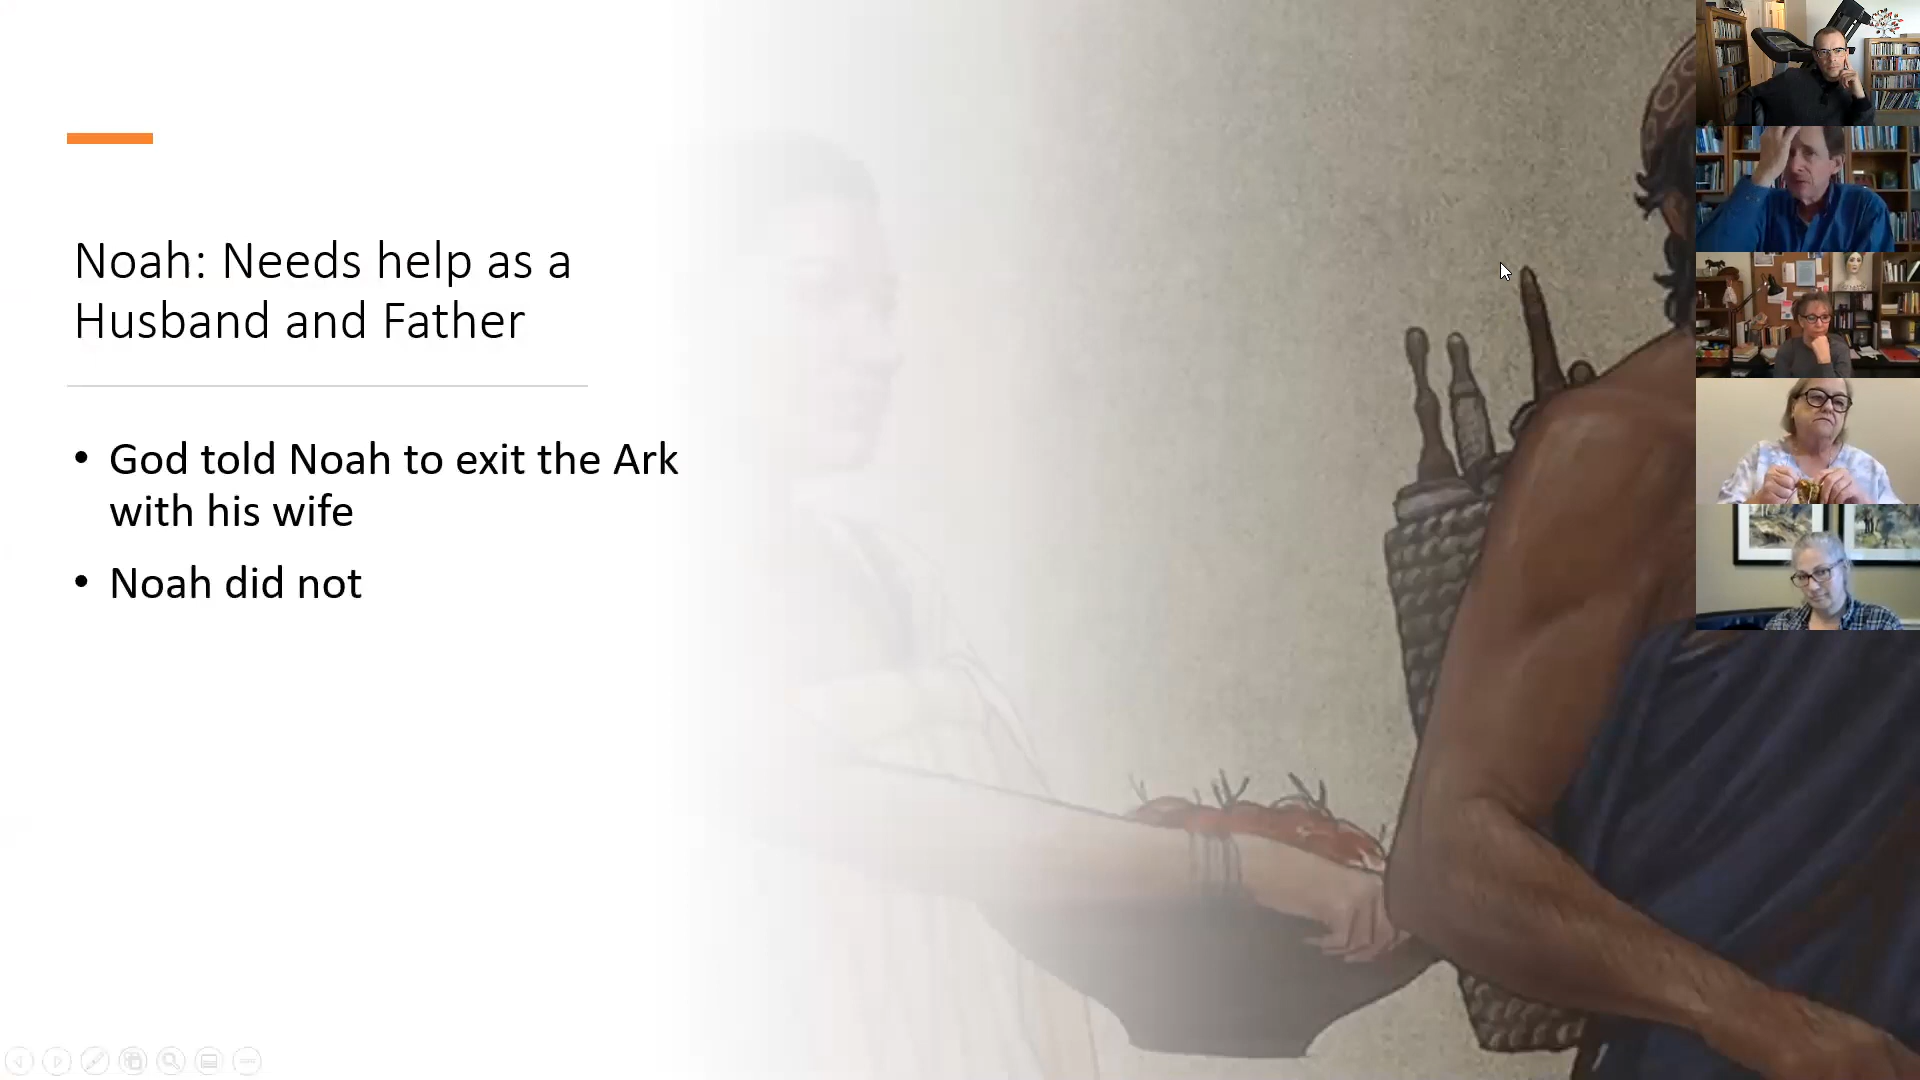 Noah: Needs help as a
Husband and Father
• God told Noah to exit the Ark
with his wife
• Noah did not